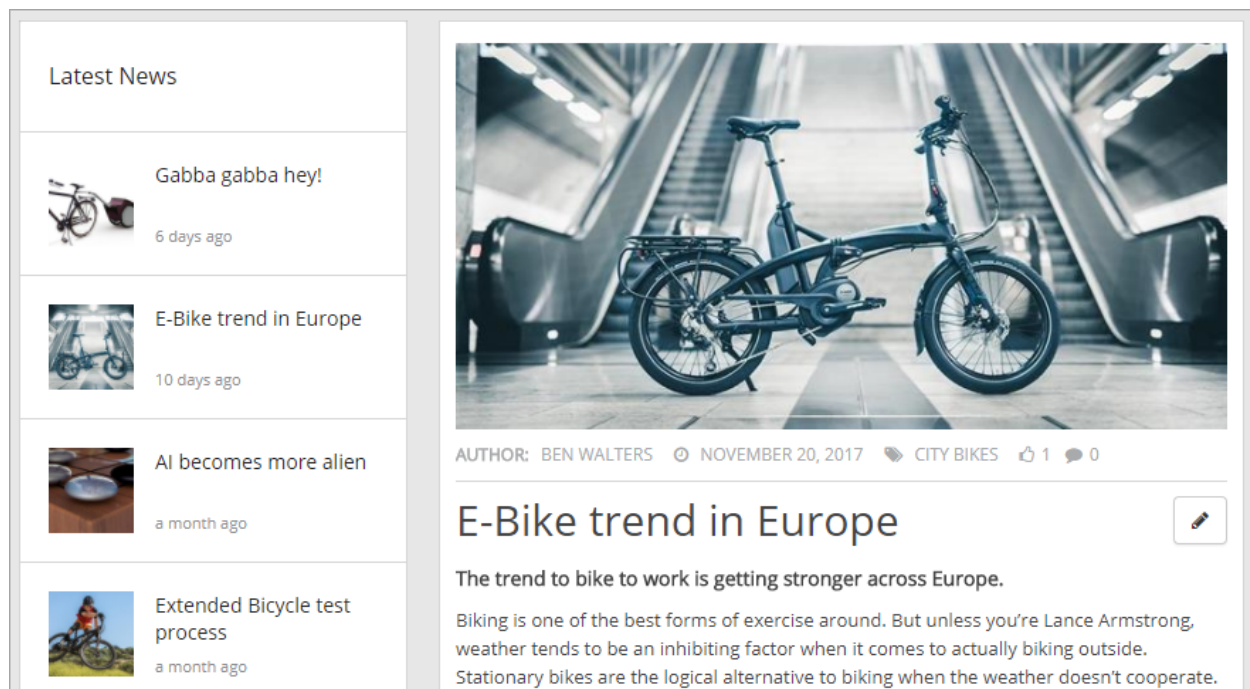 Latest News
Gabba gabba hey!
6 days ago
E-Bike trend in Europe
10 days ago
AI becomes more alien
a month ago
Extended Bicycle test
process
a month ago
AUTHOR: BEN WALTERS NOVEMBER 20, 2017 CITY BIKES 1 0
E-Bike trend in Europe
The trend to bike to work is getting stronger across Europe.
Biking is one of the best forms of exercise around. But unless you’re Lance Armstrong,
weather tends to be an inhibiting factor when it comes to actually biking outside.
Stationary bikes are the logical alternative to biking when the weather doesn’t cooperate.